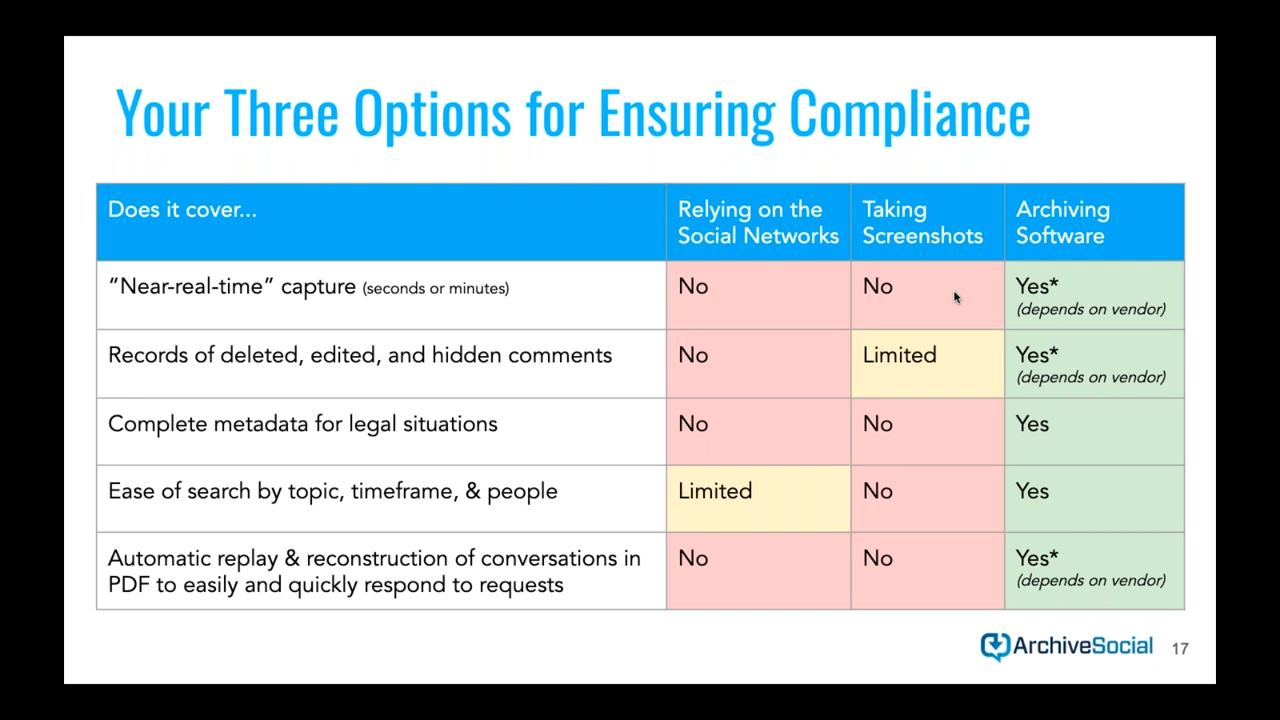 Your Three Options for Ensuring Compliance
Does it cover...
Relying on the
Social Networks
Taking
Screenshots
Archiving
Software
“Near-real-time” capture (seconds or minutes)
No
No
Yes*
(depends on vendor)
Records of deleted, edited, and hidden comments
No
Limited
Yes*
(depends on vendor)
Complete metadata for legal situations
No
No
Yes
Ease of search by topic, timeframe, & people
Limited
No
Yes
Automatic replay & reconstruction of conversations in
PDF to easily and quickly respond to requests
No
No
Yes*
(depends on vendor)
ArchiveSocial
17